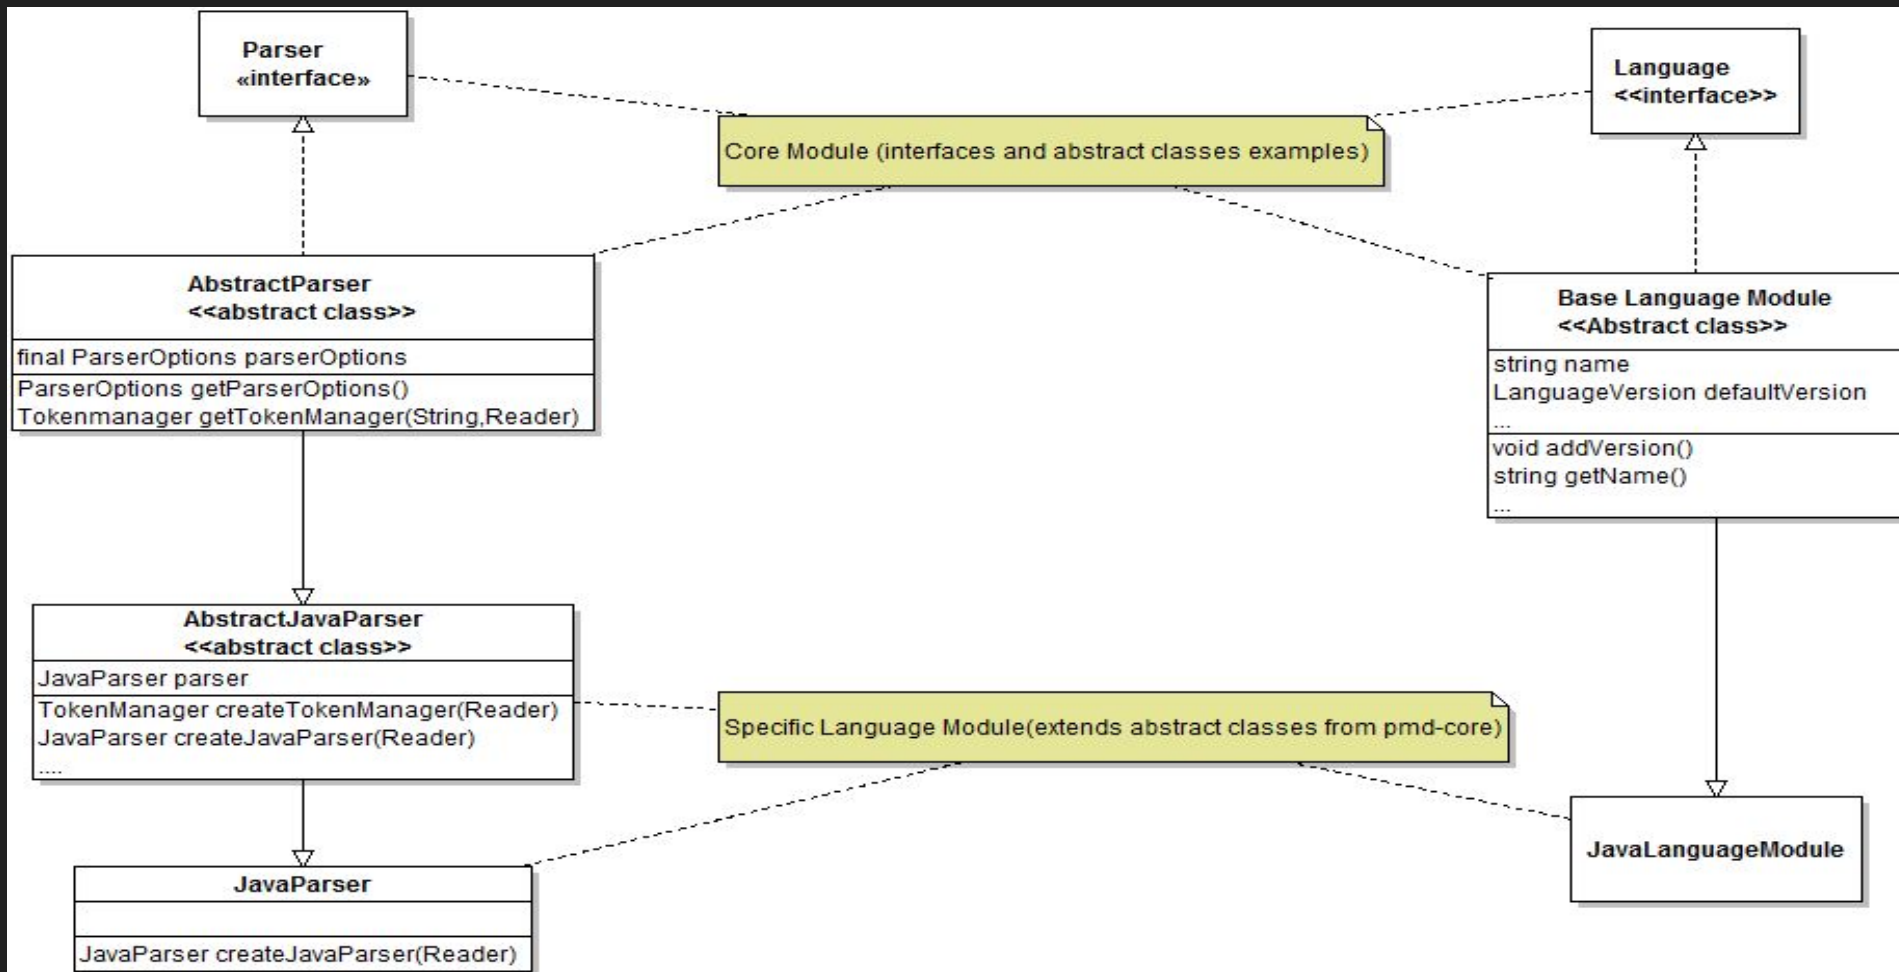 Parser
«interface»
Language
<<interface>>
Core Module (interfaces and abstract classes examples)
AbstractParser
<<abstract class>>
final ParserOptions parserOptions
ParserOptions getParserOptions()
Tokenmanager getTokenManager(String,Reader)
Base Language Module
<<Abstract class>>
string name
LanguageVersion defaultVersion
...
void addVersion()
string getName()
...
AbstractJavaParser
<<abstract class>>
JavaParser parser
TokenManager createTokenManager(Reader)
JavaParser createJavaParser(Reader)
....
Specific Language Module(extends abstract classes from pmd-core)
JavaLanguageModule
JavaParser
JavaParser createJavaParser(Reader)